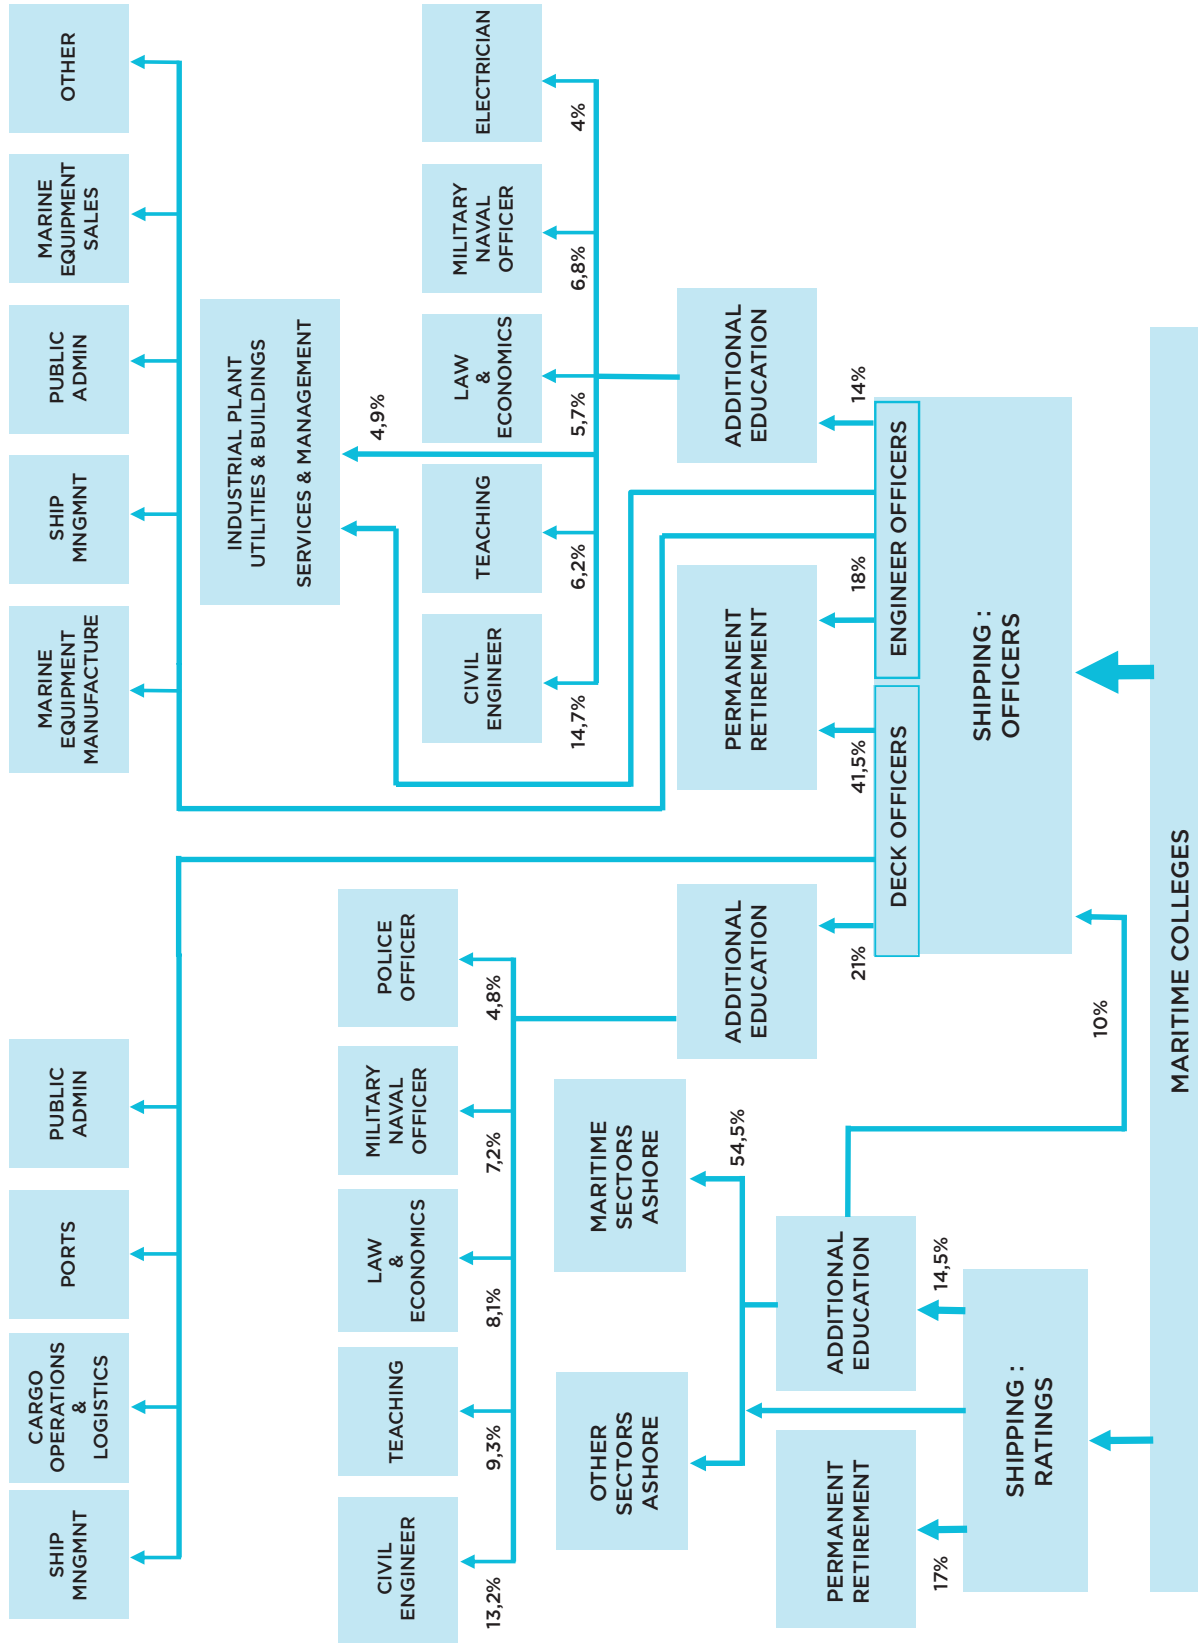 SHIP
MNGMNT
CARGO
OPERATIONS
&
LOGISTICS
PORTS
PUBLIC
ADMIN
MARINE
EQUIPMENT
MANUFACTURE
SHIP
MNGMNT
PUBLIC
ADMIN
MARINE
EQUIPMENT
SALES
OTHER
INDUSTRIAL PLANT
UTILITIES & BUILDINGS
SERVICES & MANAGEMENT
4,9%
CIVIL
ENGINEER
13,2%
TEACHING
9,3%
LAW
&
ECONOMICS
8,1%
MILITARY
NAVAL
OFFICER
7,2%
POLICE
OFFICER
4,8%
CIVIL
ENGINEER
14,7%
TEACHING
6,2%
LAW
&
ECONOMICS
5,7%
MILITARY
NAVAL
OFFICER
6,8%
ELECTRICIAN
4%
OTHER
SECTORS
ASHORE
MARITIME
SECTORS
ASHORE
54,5%
ADDITIONAL
EDUCATION
21%
PERMANENT
RETIREMENT
41,5%
18%
ADDITIONAL
EDUCATION
14%
PERMANENT
RETIREMENT
17%
ADDITIONAL
EDUCATION
14,5%
10%
DECK OFFICERS
ENGINEER OFFICERS
SHIPPING :
RATINGS
SHIPPING :
OFFICERS
MARITIME COLLEGES